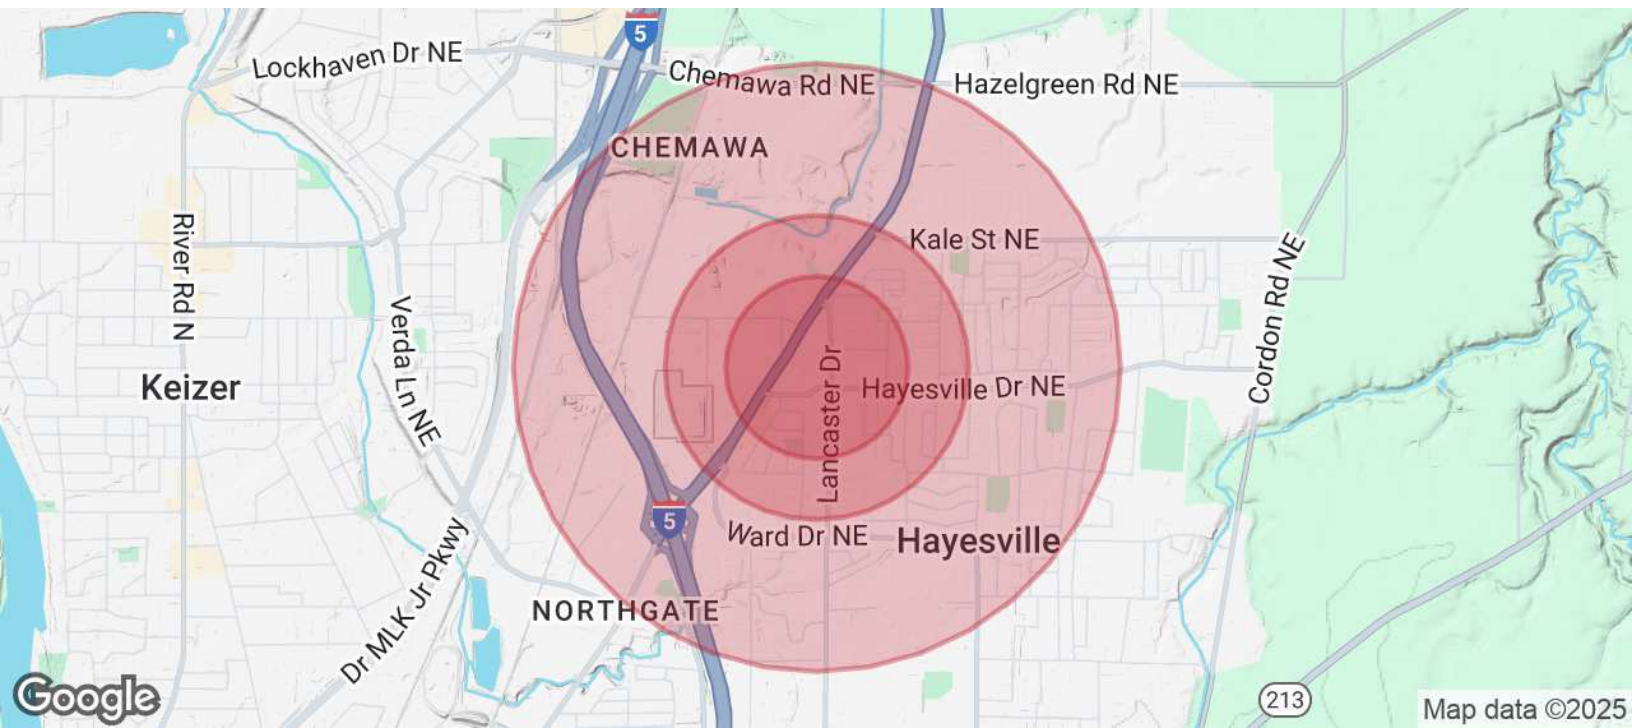 5
Lockhaven Dr NE
Chemawa Rd NE
Hazelgreen Rd NE
CHEMAWA
River Rd N
Kale St NE
Cordon Rd NE
Verda Ln NE
Keizer
Lancaster Dr
Hayesville Dr NE
5
Ward Dr NE
Hayesville
Dr MLK Jr Pkwy
NORTHGATE
Google
213
Map data ©2025